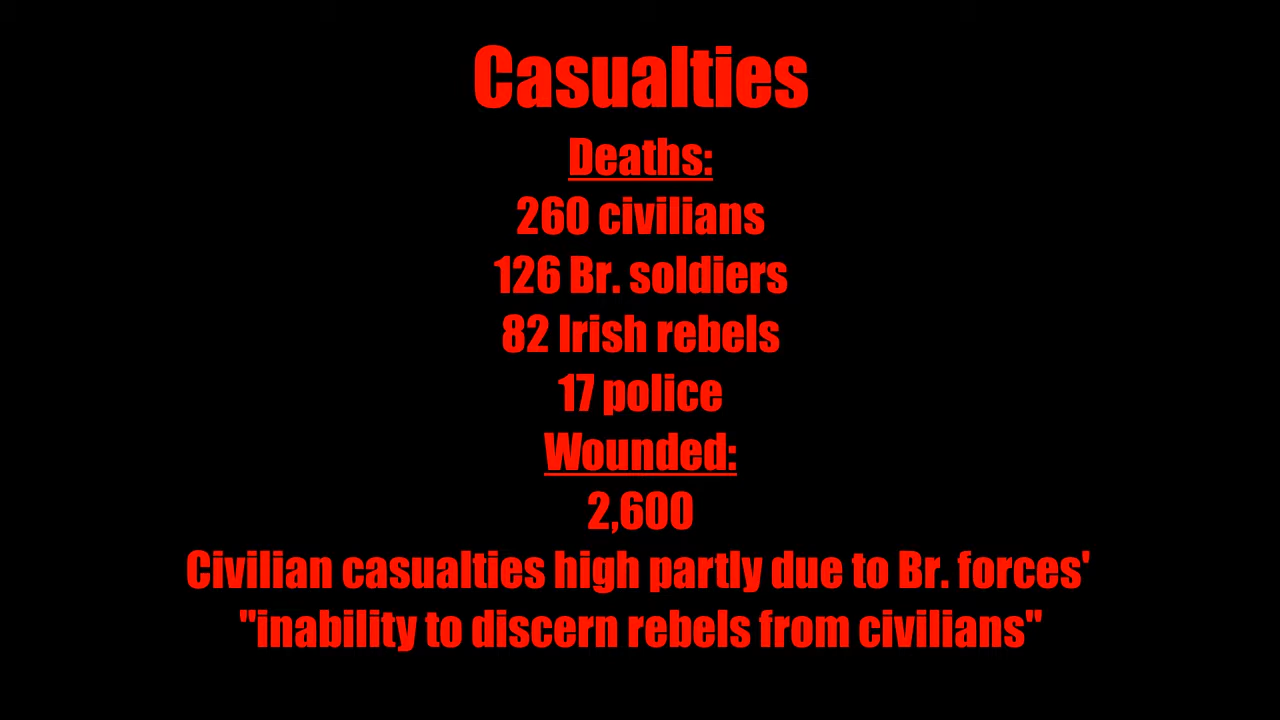 Casualties
Deaths:
260 civilians
126 Br. soldiers
82 Irish rebels
17 police
Wounded:
2,600
Civilian casualties high partly due to Br. forces'
"inability to discern rebels from civilians"